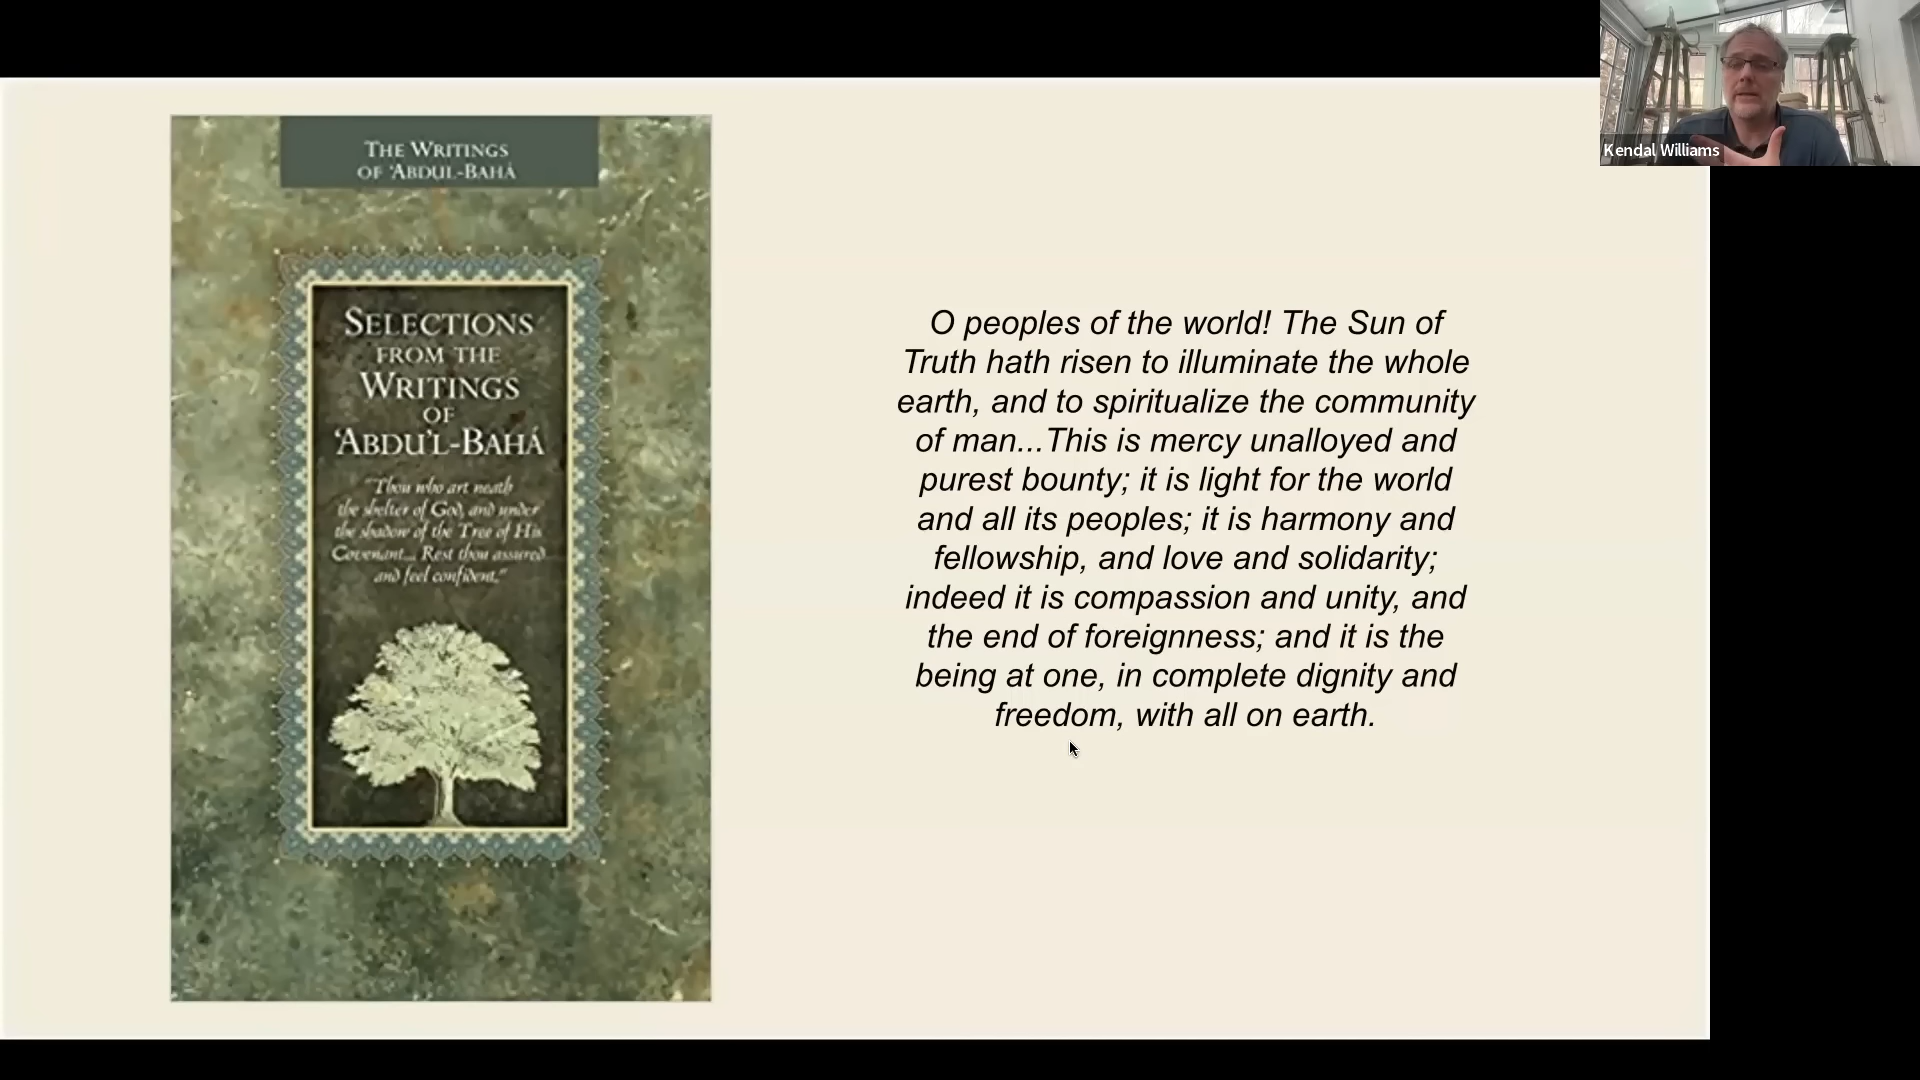 THE WRITINGS
OF 'ABDUL-BAHÁ
SELECTIONS
FROM THE
WRITINGS
OF
'ABDU'L-BAHÁ
"Thou who art neath
the shelter of God, and under
the shadow of the Tree of His
Covenant... Rest thou assured
and feel confident."
O peoples of the world! The Sun of
Truth hath risen to illuminate the whole
earth, and to spiritualize the community
of man...This is mercy unalloyed and
purest bounty; it is light for the world
and all its peoples; it is harmony and
fellowship, and love and solidarity;
indeed it is compassion and unity, and
the end of foreignness; and it is the
being at one, in complete dignity and
freedom, with all on earth.
Kendal Williams